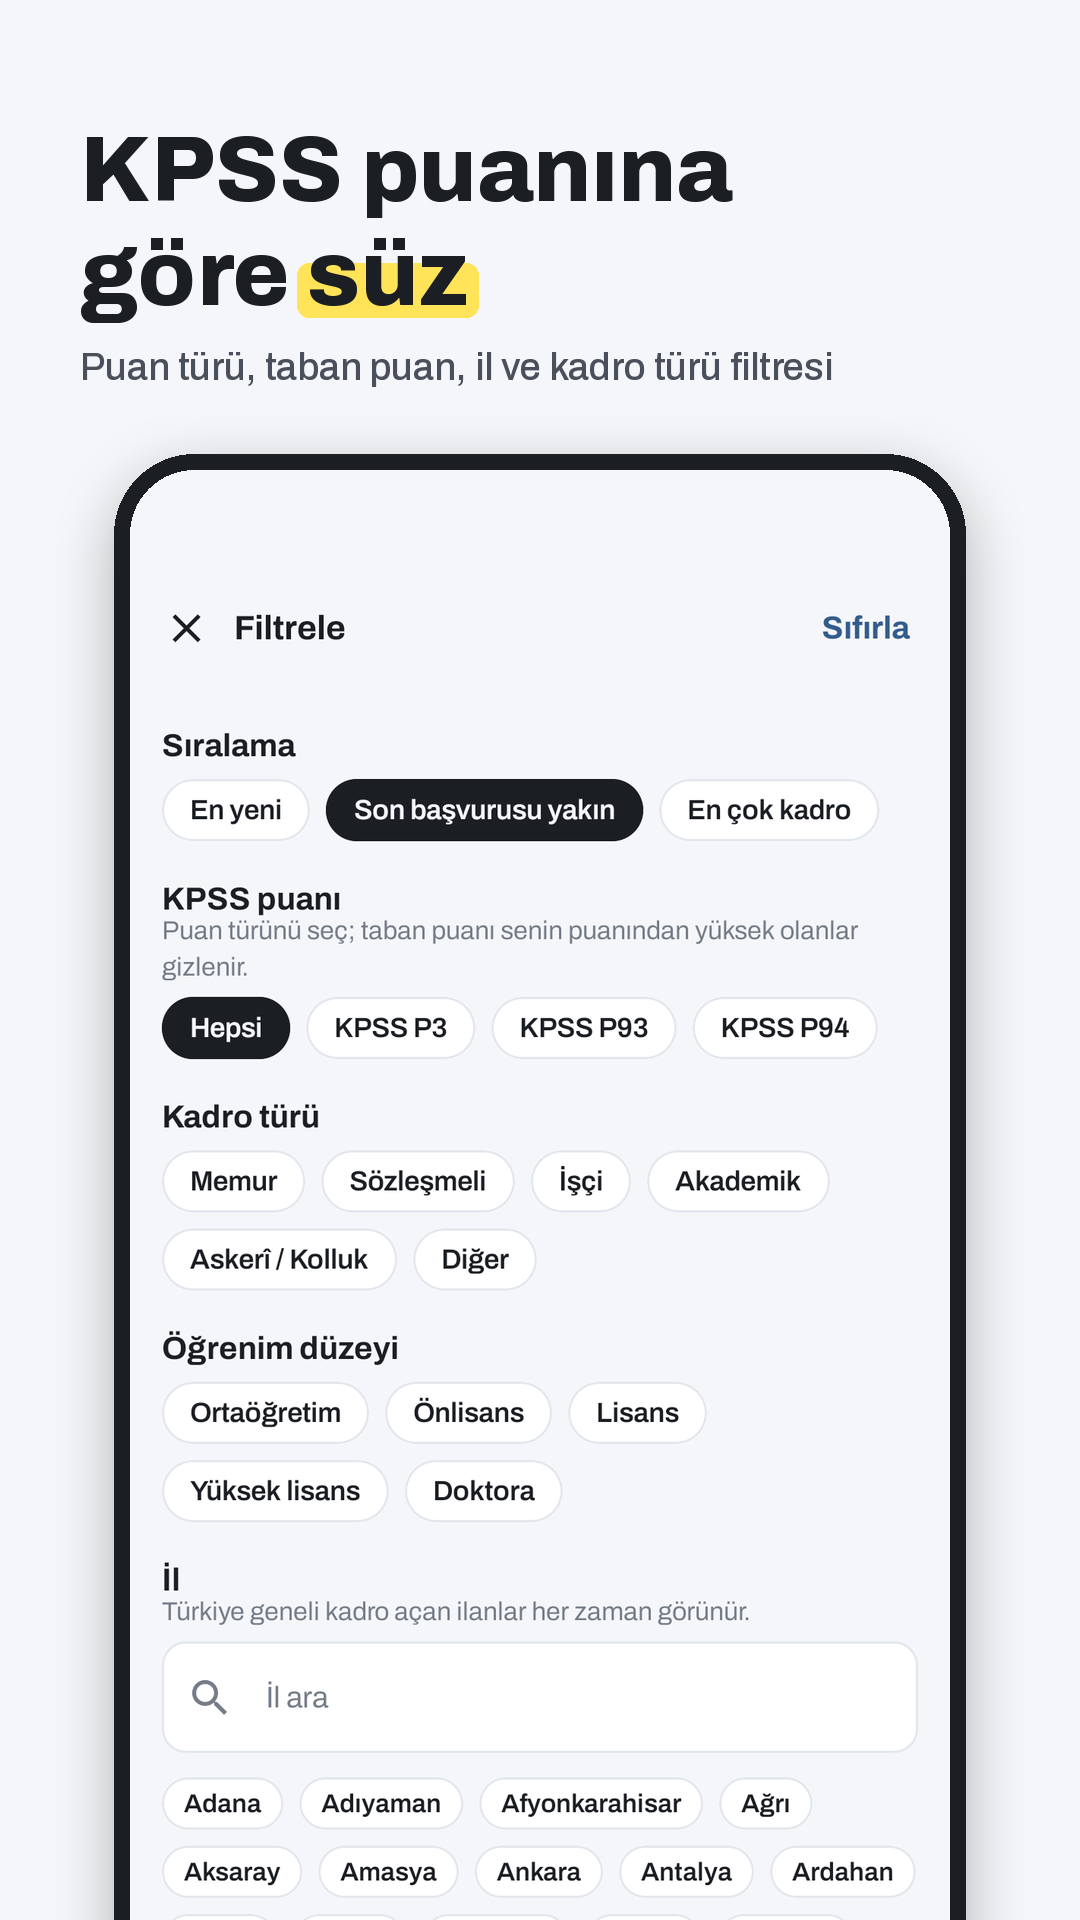 KPSS puanına
göre süz
Puan türü, taban puan, il ve kadro türü filtresi
Filtrele
Sıfırla
Sıralama
En yeni
Son başvurusu yakın
En çok kadro
KPSS puanı
Puan türünü seç; taban puanı senin puanından yüksek olanlar
gizlenir.
Hepsi
KPSS P3
KPSS P93
KPSS P94
Kadro türü
Memur
Sözleşmeli
İşçi
Akademik
Askerî / Kolluk
Diğer
Öğrenim düzeyi
Ortaöğretim
Önlisans
Lisans
Yüksek lisans
Doktora
İl
Türkiye geneli kadro açan ilanlar her zaman görünür.
İl ara
Adana
Adıyaman
Afyonkarahisar
Ağrı
Aksaray
Amasya
Ankara
Antalya
Ardahan